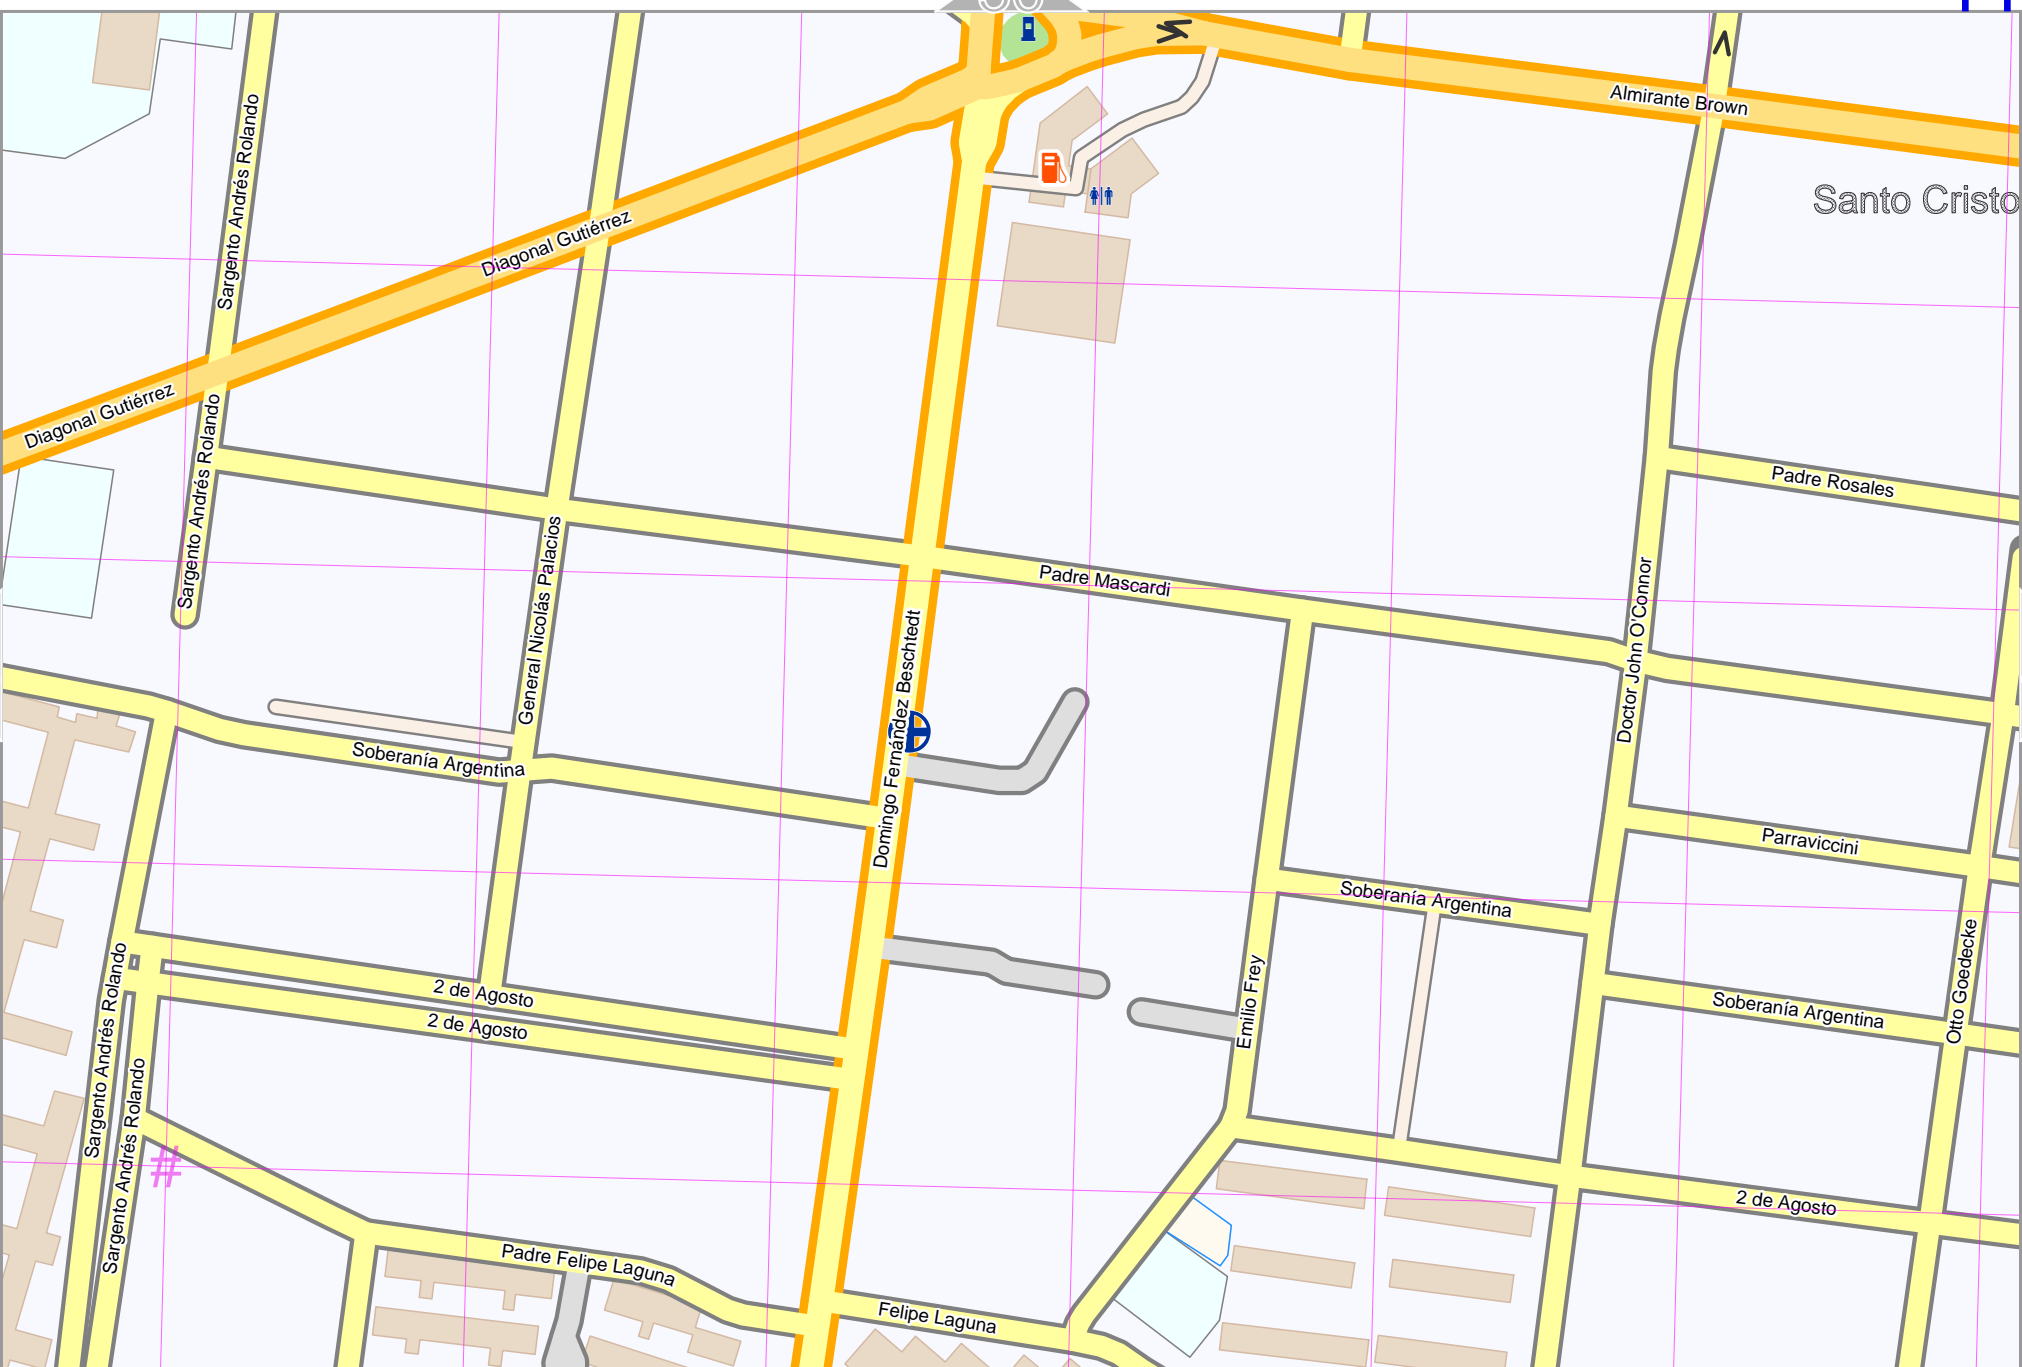 Almirante Brown
Sargento Andrés Rolando
Santo Cristo
Diagonal Gutiérrez
Diagonal Gutiérrez
Sargento Andrés Rolando
Padre Rosales
General Nicolás Palacios
Padre Mascardi
Doctor John O'Connor
Domingo Fernández Beschtedt
Soberanía Argentina
Parraviccini
Soberanía Argentina
Otto Goedecke
Sargento Andrés Rolando
2 de Agosto
Emilio Frey
Soberanía Argentina
2 de Agosto
Sargento Andrés Rolando
#
2 de Agosto
Padre Felipe Laguna
Felipe Laguna